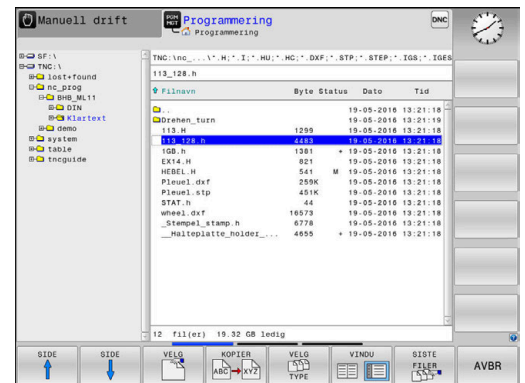 Manuell drift
PGM MGT Programmering
Programmering
DNC
SF:\
TNC:\
lost+found
nc_prog
BHB_ML11
DIN
Klartext
demo
system
table
tncguide
TNC:\nc_...\*.H;*.I;*.HU;*.HC;*.DXF;*.STP;*.STEP;*.IGS;*.IGES
113_128.h
Filnavn Byte Status Dato Tid
.. 19-05-2016 13:21:18
Drehen_turn 19-05-2016 13:21:19
113.H 1299 19-05-2016 13:21:18
113_128.h 4483 19-05-2016 13:21:18
1GB.h 1381 + 19-05-2016 13:21:18
EX14.H 821 19-05-2016 13:21:18
HEBEL.H 541 M 19-05-2016 13:21:18
Pleuel.dxf 259K 19-05-2016 13:21:18
Pleuel.stp 451K 19-05-2016 13:21:18
STAT.h 44 19-05-2016 13:21:18
wheel.dxf 16573 19-05-2016 13:21:18
_Stempel_stamp.h 6778 19-05-2016 13:21:18
__Halteplatte_holder_... 4655 + 19-05-2016 13:21:18
12 fil(er) 19.32 GB ledig
SIDE
SIDE
VELG
KOPIER
ABC XYZ
VELG
TYPE
VINDU
SISTE
FILER
AVBR